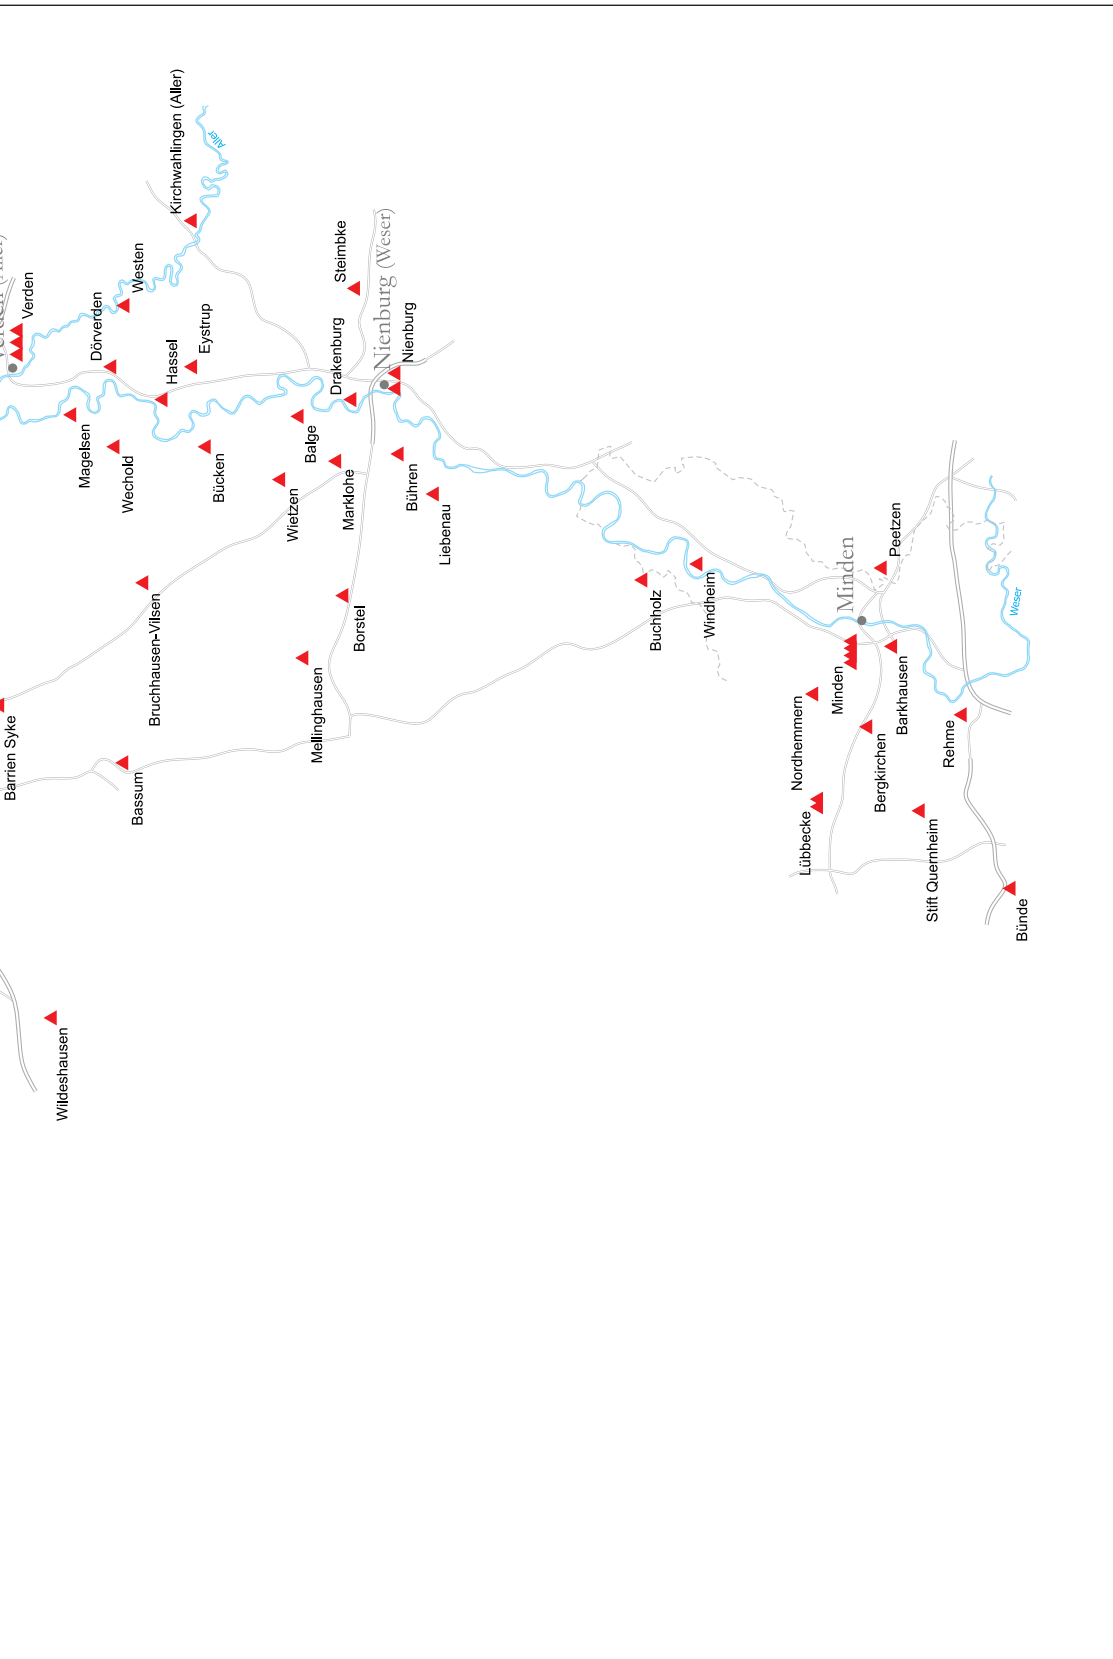 Kirchwahlingen (Aller)
Aller
Verden
Westen
Dörverden
Eystrup
Hassel
Steimbke
Nienburg (Weser)
Nienburg
Drakenburg
Magelsen
Wechold
Bücken
Balge
Wietzen
Marklohe
Bühren
Liebenau
Bruchhausen-Vilsen
Borstel
Mellinghausen
Barrien Syke
Bassum
Buchholz
Windheim
Minden
Peetzen
Weser
Minden
Barkhausen
Nordhemmern
Bergkirchen
Rehme
Lübbecke
Stift Quernheim
Bünde
Wildeshausen